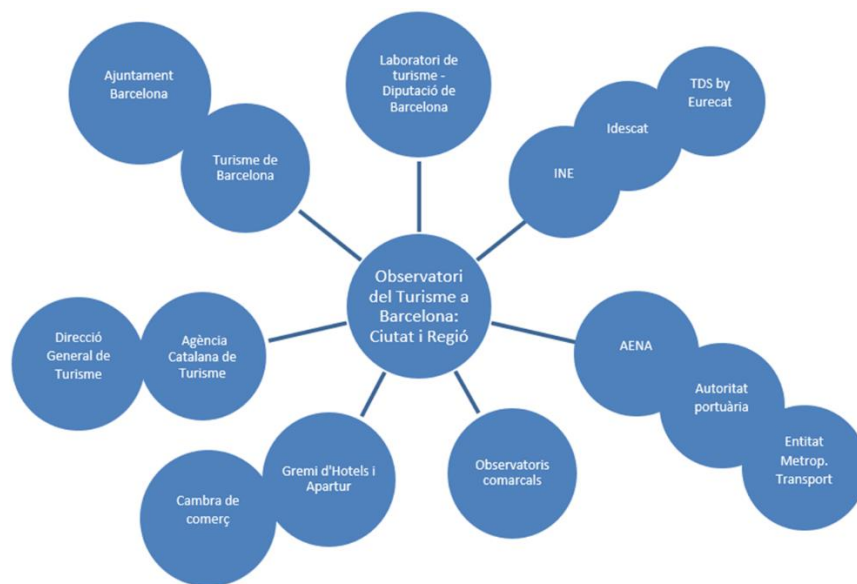 Ajuntament
Barcelona
Turisme de
Barcelona
Laboratori de
turisme -
Diputació de
Barcelona
INE
Idescat
TDS by
Eurecat
Observatori
del Turisme a
Barcelona:
Ciutat i Regió
Direcció
General de
Turisme
Agència
Catalana de
Turisme
AENA
Autoritat
portuària
Entitat
Metrop.
Transport
Gremi d'Hotels i
Apartur
Cambra de
comerç
Observatoris
comarcals